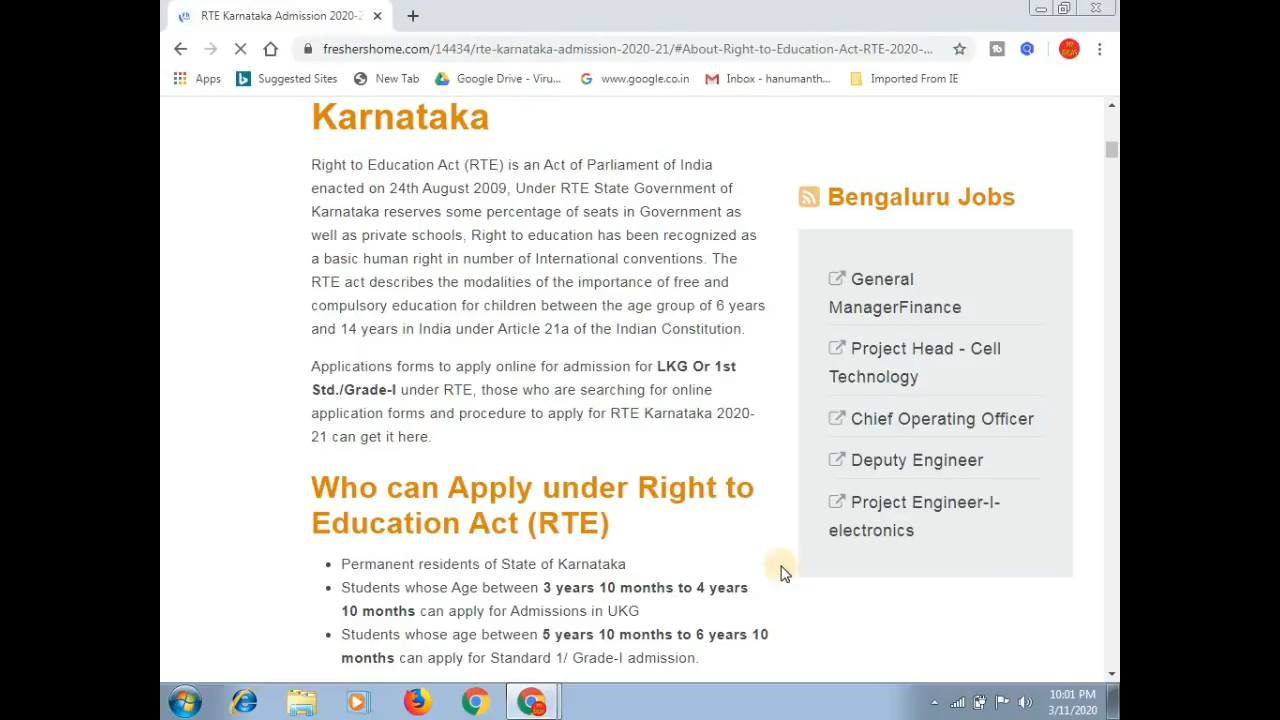 RTE Karnataka Admission 2020-2
freshershome.com/14434/rte-karnataka-admission-2020-21/#About-Right-to-Education-Act-RTE-2020-...
Apps
Suggested Sites
New Tab
Google Drive - Viru...
www.google.co.in
Inbox - hanumanth...
Imported From IE
Karnataka
Right to Education Act (RTE) is an Act of Parliament of India
enacted on 24th August 2009, Under RTE State Government of
Karnataka reserves some percentage of seats in Government as
well as private schools, Right to education has been recognized as
a basic human right in number of International conventions. The
RTE act describes the modalities of the importance of free and
compulsory education for children between the age group of 6 years
and 14 years in India under Article 21a of the Indian Constitution.
Applications forms to apply online for admission for LKG Or 1st
Std./Grade-I under RTE, those who are searching for online
application forms and procedure to apply for RTE Karnataka 2020-
21 can get it here.
Who can Apply under Right to
Education Act (RTE)
• Permanent residents of State of Karnataka
• Students whose Age between 3 years 10 months to 4 years
10 months can apply for Admissions in UKG
• Students whose age between 5 years 10 months to 6 years 10
months can apply for Standard 1/ Grade-I admission.
Bengaluru Jobs
General
ManagerFinance
Project Head - Cell
Technology
Chief Operating Officer
Deputy Engineer
Project Engineer-I-
electronics
10:01 PM
3/11/2020